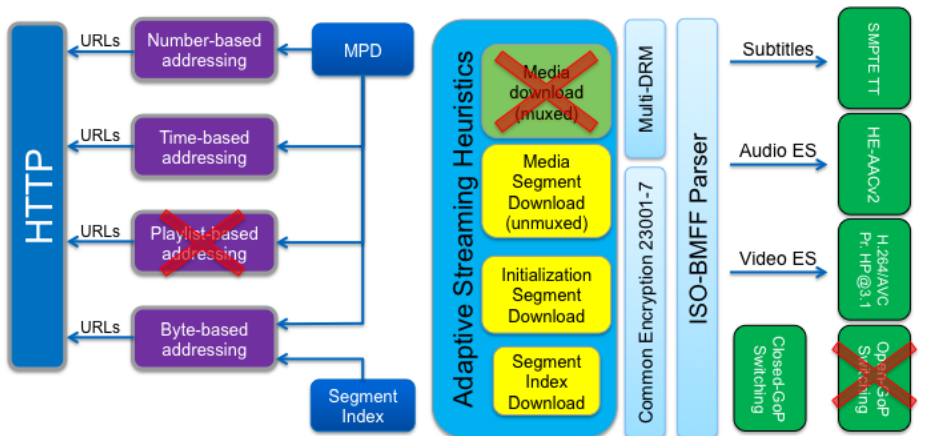 HTTP
URLs
Number-based
addressing
MPD
URLs
Time-based
addressing
URLs
Playlist-based
addressing
URLs
Byte-based
addressing
Segment
Index
Adaptive Streaming Heuristics
Media
download
(muxed)
Media
Segment
Download
(unmuxed)
Initialization
Segment
Download
Segment
Index
Download
Multi-DRM
Common Encryption 23001-7
ISO-BMFF Parser
Subtitles
SMPTE TT
Audio ES
HE-AACv2
Video ES
H.264/AVC
Pr. HP@3.1
Closed-GoP
Switching
Open-GoP
Switching